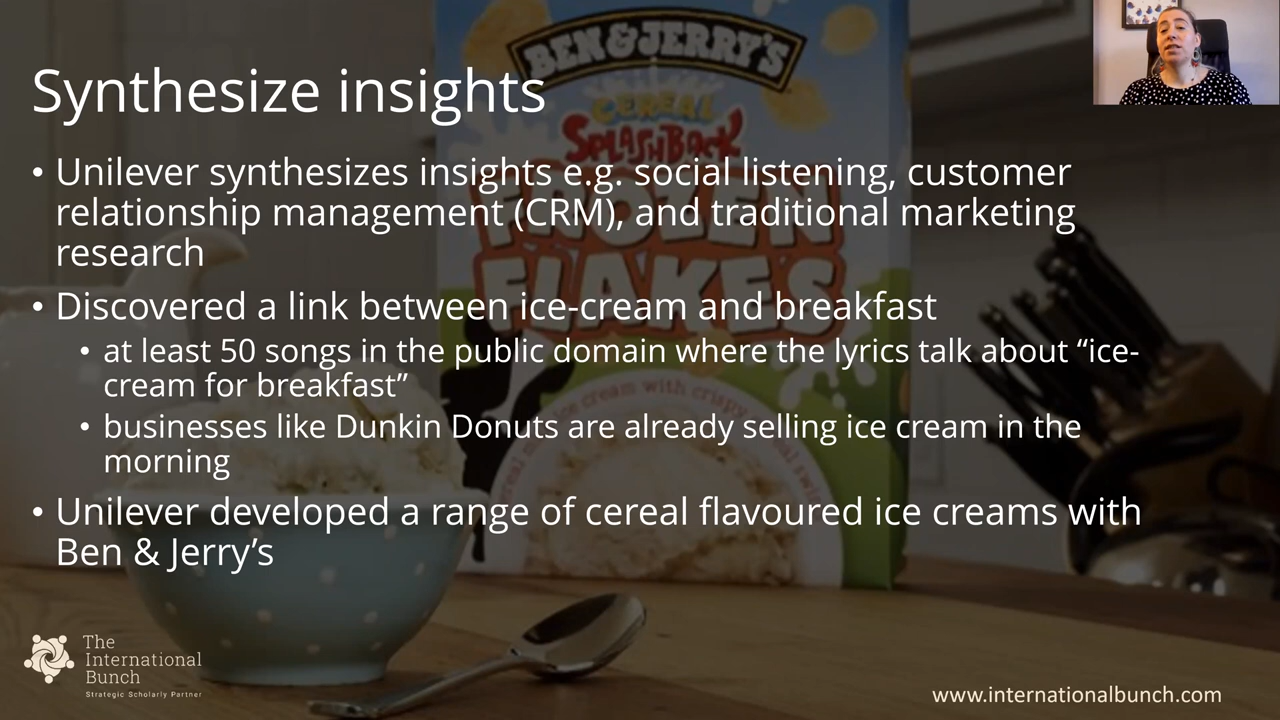 BEN & JERRY'S
CEREAL
SPLASHBACK
FROZEN
FLAKES
Synthesize insights
• Unilever synthesizes insights e.g. social listening, customer
relationship management (CRM), and traditional marketing
research
• Discovered a link between ice-cream and breakfast
• at least 50 songs in the public domain where the lyrics talk about “ice-
cream for breakfast”
• businesses like Dunkin Donuts are already selling ice cream in the
morning
• Unilever developed a range of cereal flavoured ice creams with
Ben & Jerry’s
The
International
Bunch
Strategic Scholarly Partner
www.internationalbunch.com